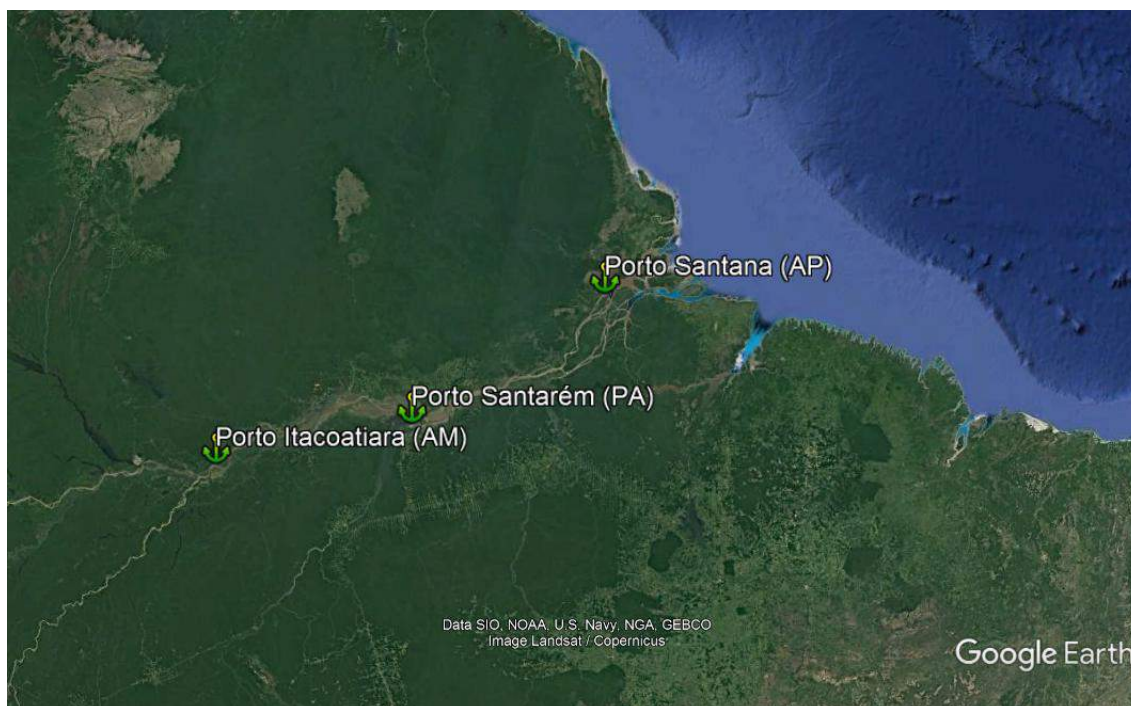 Porto Santana (AP)
Porto Santarém (PA)
Porto Itacoatiara (AM)
Data SIO, NOAA, U.S. Navy, NGA, GEBCO
Image Landsat / Copernicus
Google Earth